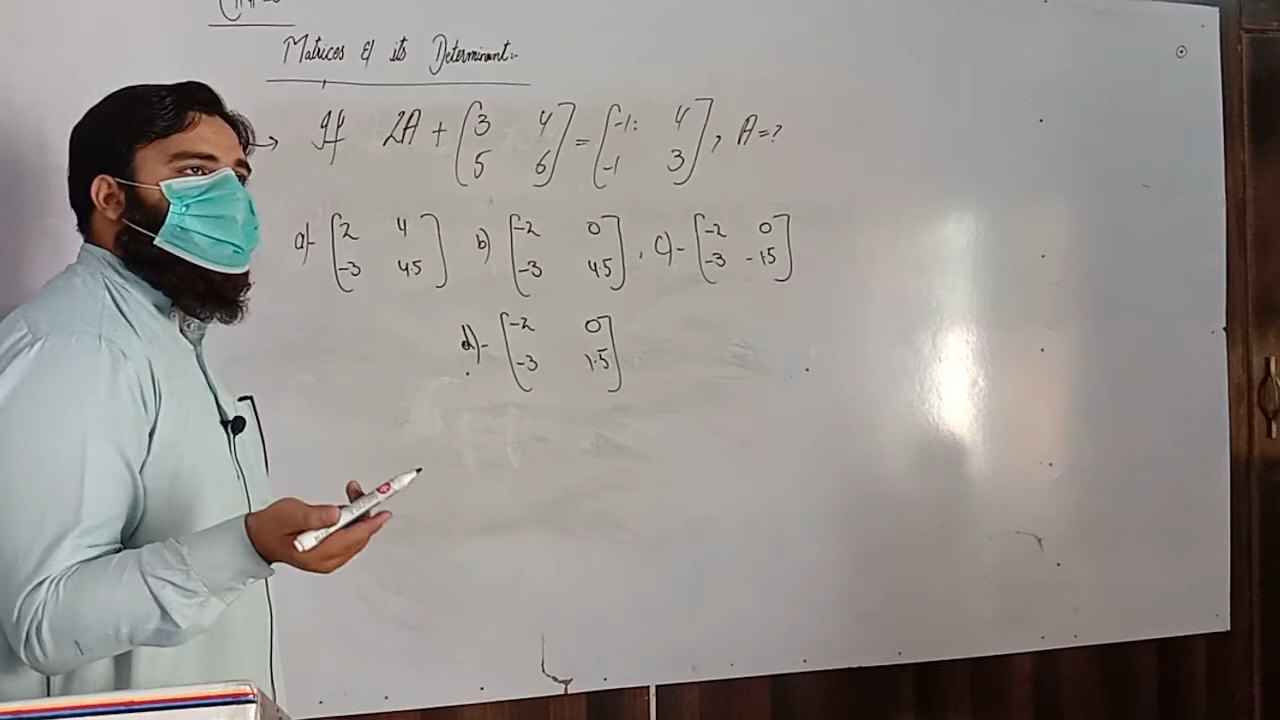 Matrices & its Determinant:-
→ If 2A + [3 4 = [-1 4 , A=?
5 6] -1 3]
a)- [2 4 b) [-2 0 , c)- [-2 0
-3 4.5] -3 4.5] -3 -1.5]
d)- [-2 0
-3 1.5]